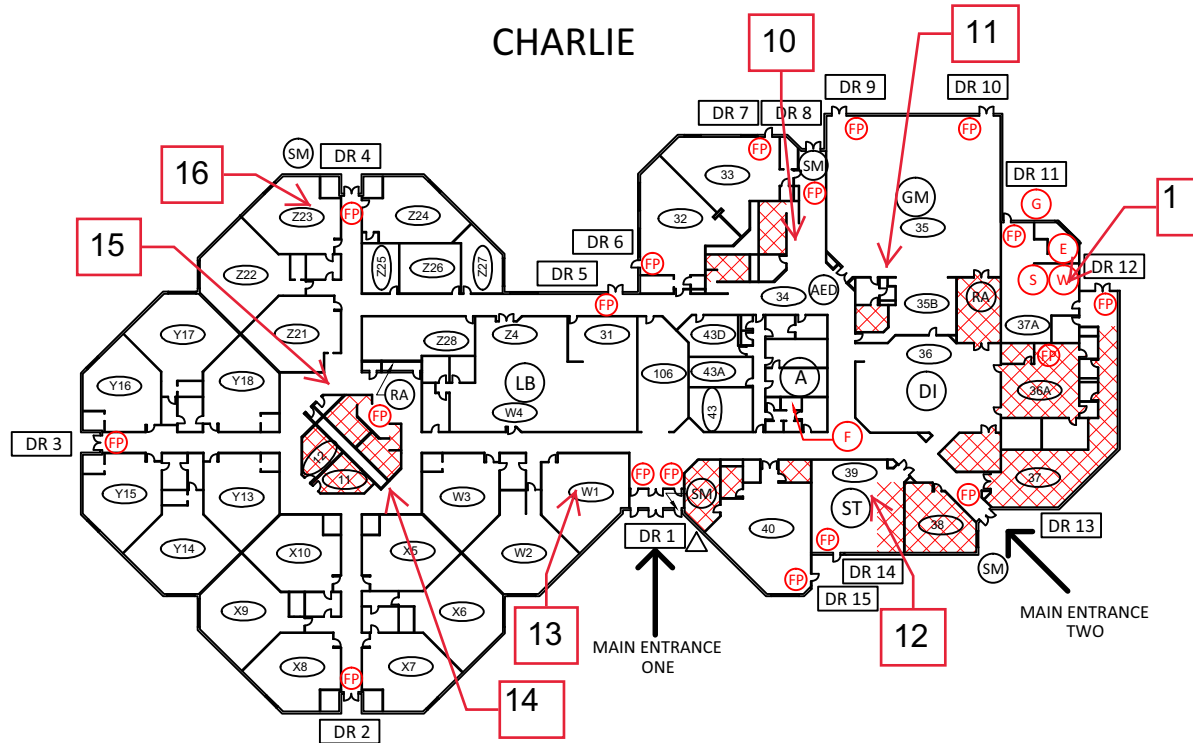 CHARLIE
10
11
DR 9
DR 10
DR 7
DR 8
FP
FP
FP
SM
DR 4
SM
16
33
SM
FP
DR 11
GM
35
G
1
Z23
FP
Z24
32
FP
E
15
DR 6
FP
S
W
DR 12
Z22
Z25
Z26
Z27
DR 5
FP
34
AED
35B
RA
FP
37A
Y17
Z21
Z28
Z4
31
43D
36
FP
Y16
Y18
RA
LB
106
43A
A
DI
36A
FP
W4
43
DR 3
FP
F
12
11
Y15
Y13
W3
W1
FP
FP
SM
39
37
FP
ST
38
Y14
X10
X5
W2
DR 1
40
FP
DR 13
SM
DR 14
FP
DR 15
X9
X6
13
MAIN ENTRANCE
ONE
12
MAIN ENTRANCE
TWO
X8
FP
X7
14
DR 2